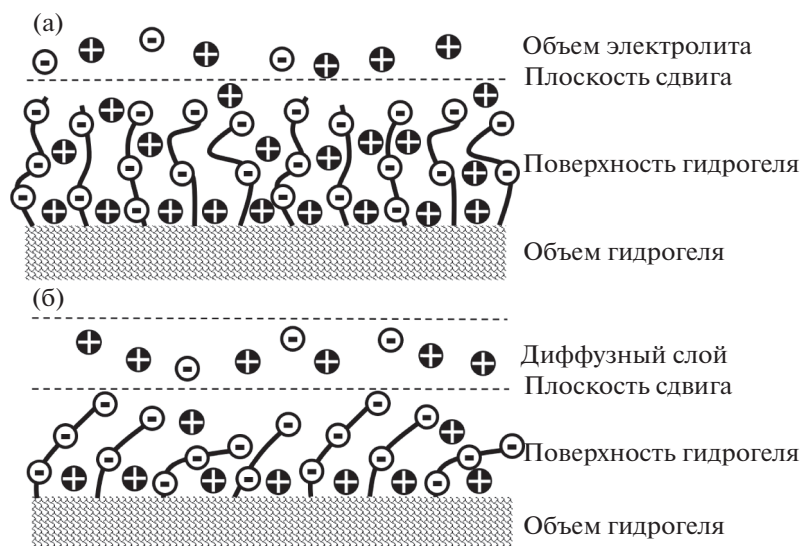 (а)
Объем электролита
Плоскость сдвига
Поверхность гидрогеля
Объем гидрогеля
(б)
Диффузный слой
Плоскость сдвига
Поверхность гидрогеля
Объем гидрогеля